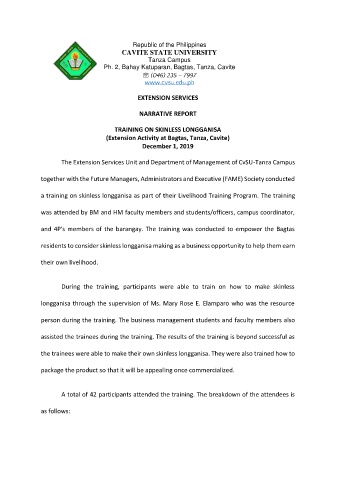 Republic of the Philippines
CAVITE STATE UNIVERSITY
Tanza Campus
Ph. 2, Bahay Katuparan, Bagtas, Tanza, Cavite
☏ (046) 235 – 7997
www.cvsu.edu.ph
EXTENSION SERVICES
NARRATIVE REPORT
TRAINING ON SKINLESS LONGGANISA
(Extension Activity at Bagtas, Tanza, Cavite)
December 1, 2019
The Extension Services Unit and Department of Management of CvSU-Tanza Campus
together with the Future Managers, Administrators and Executive (FAME) Society conducted
a training on skinless longganisa as part of their Livelihood Training Program. The training
was attended by BM and HM faculty members and students/officers, campus coordinator,
and 4P's members of the barangay. The training was conducted to empower the Bagtas
residents to consider skinless longganisa making as a business opportunity to help them earn
their own livelihood.
During the training, participants were able to train on how to make skinless
longganisa through the supervision of Ms. Mary Rose E. Elamparo who was the resource
person during the training. The business management students and faculty members also
assisted the trainees during the training. The results of the training is beyond successful as
the trainees were able to make their own skinless longganisa. They were also trained how to
package the product so that it will be appealing once commercialized.
A total of 42 participants attended the training. The breakdown of the attendees is
as follows: